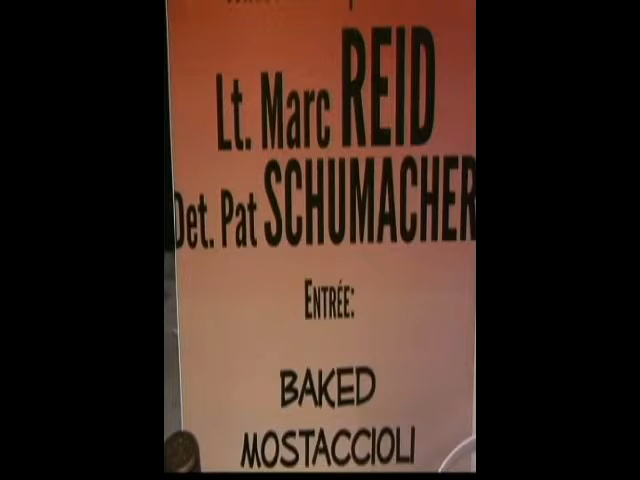 Lt. Marc REID
Det. Pat SCHUMACHER
ENTRÉE:
BAKED
MOSTACCIOLI